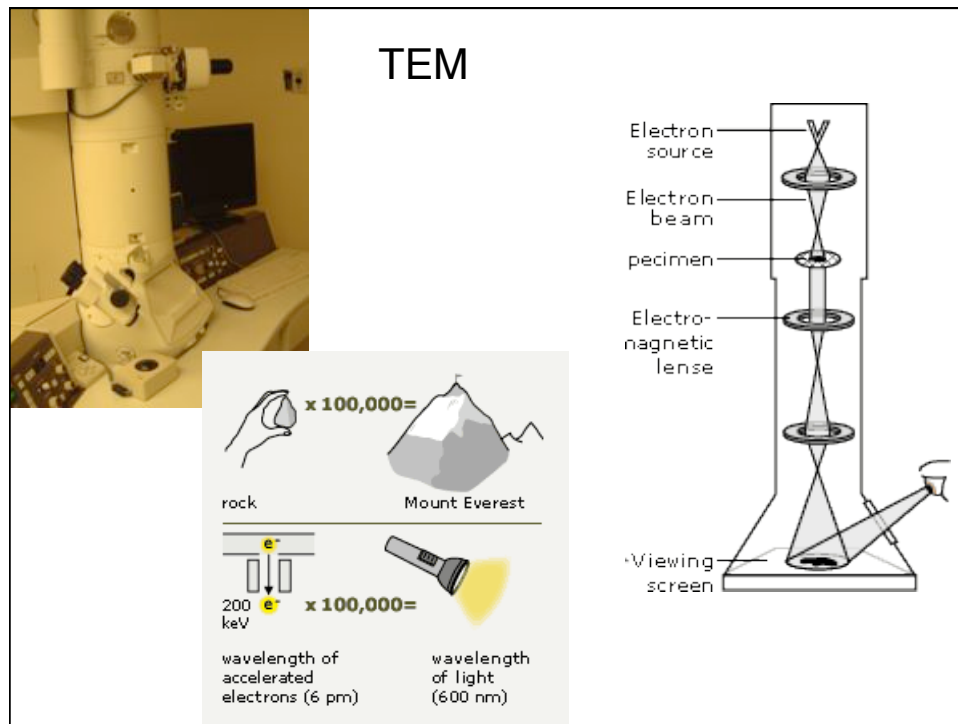 TEM
Electron
source
Electron
beam
pecimen
Electro-
magnetic
lense
Viewing
screen
x 100,000=
rock
Mount Everest
e-
200
keV
e-
x 100,000=
wavelength of
accelerated
electrons (6 pm)
wavelength
of light
(600 nm)